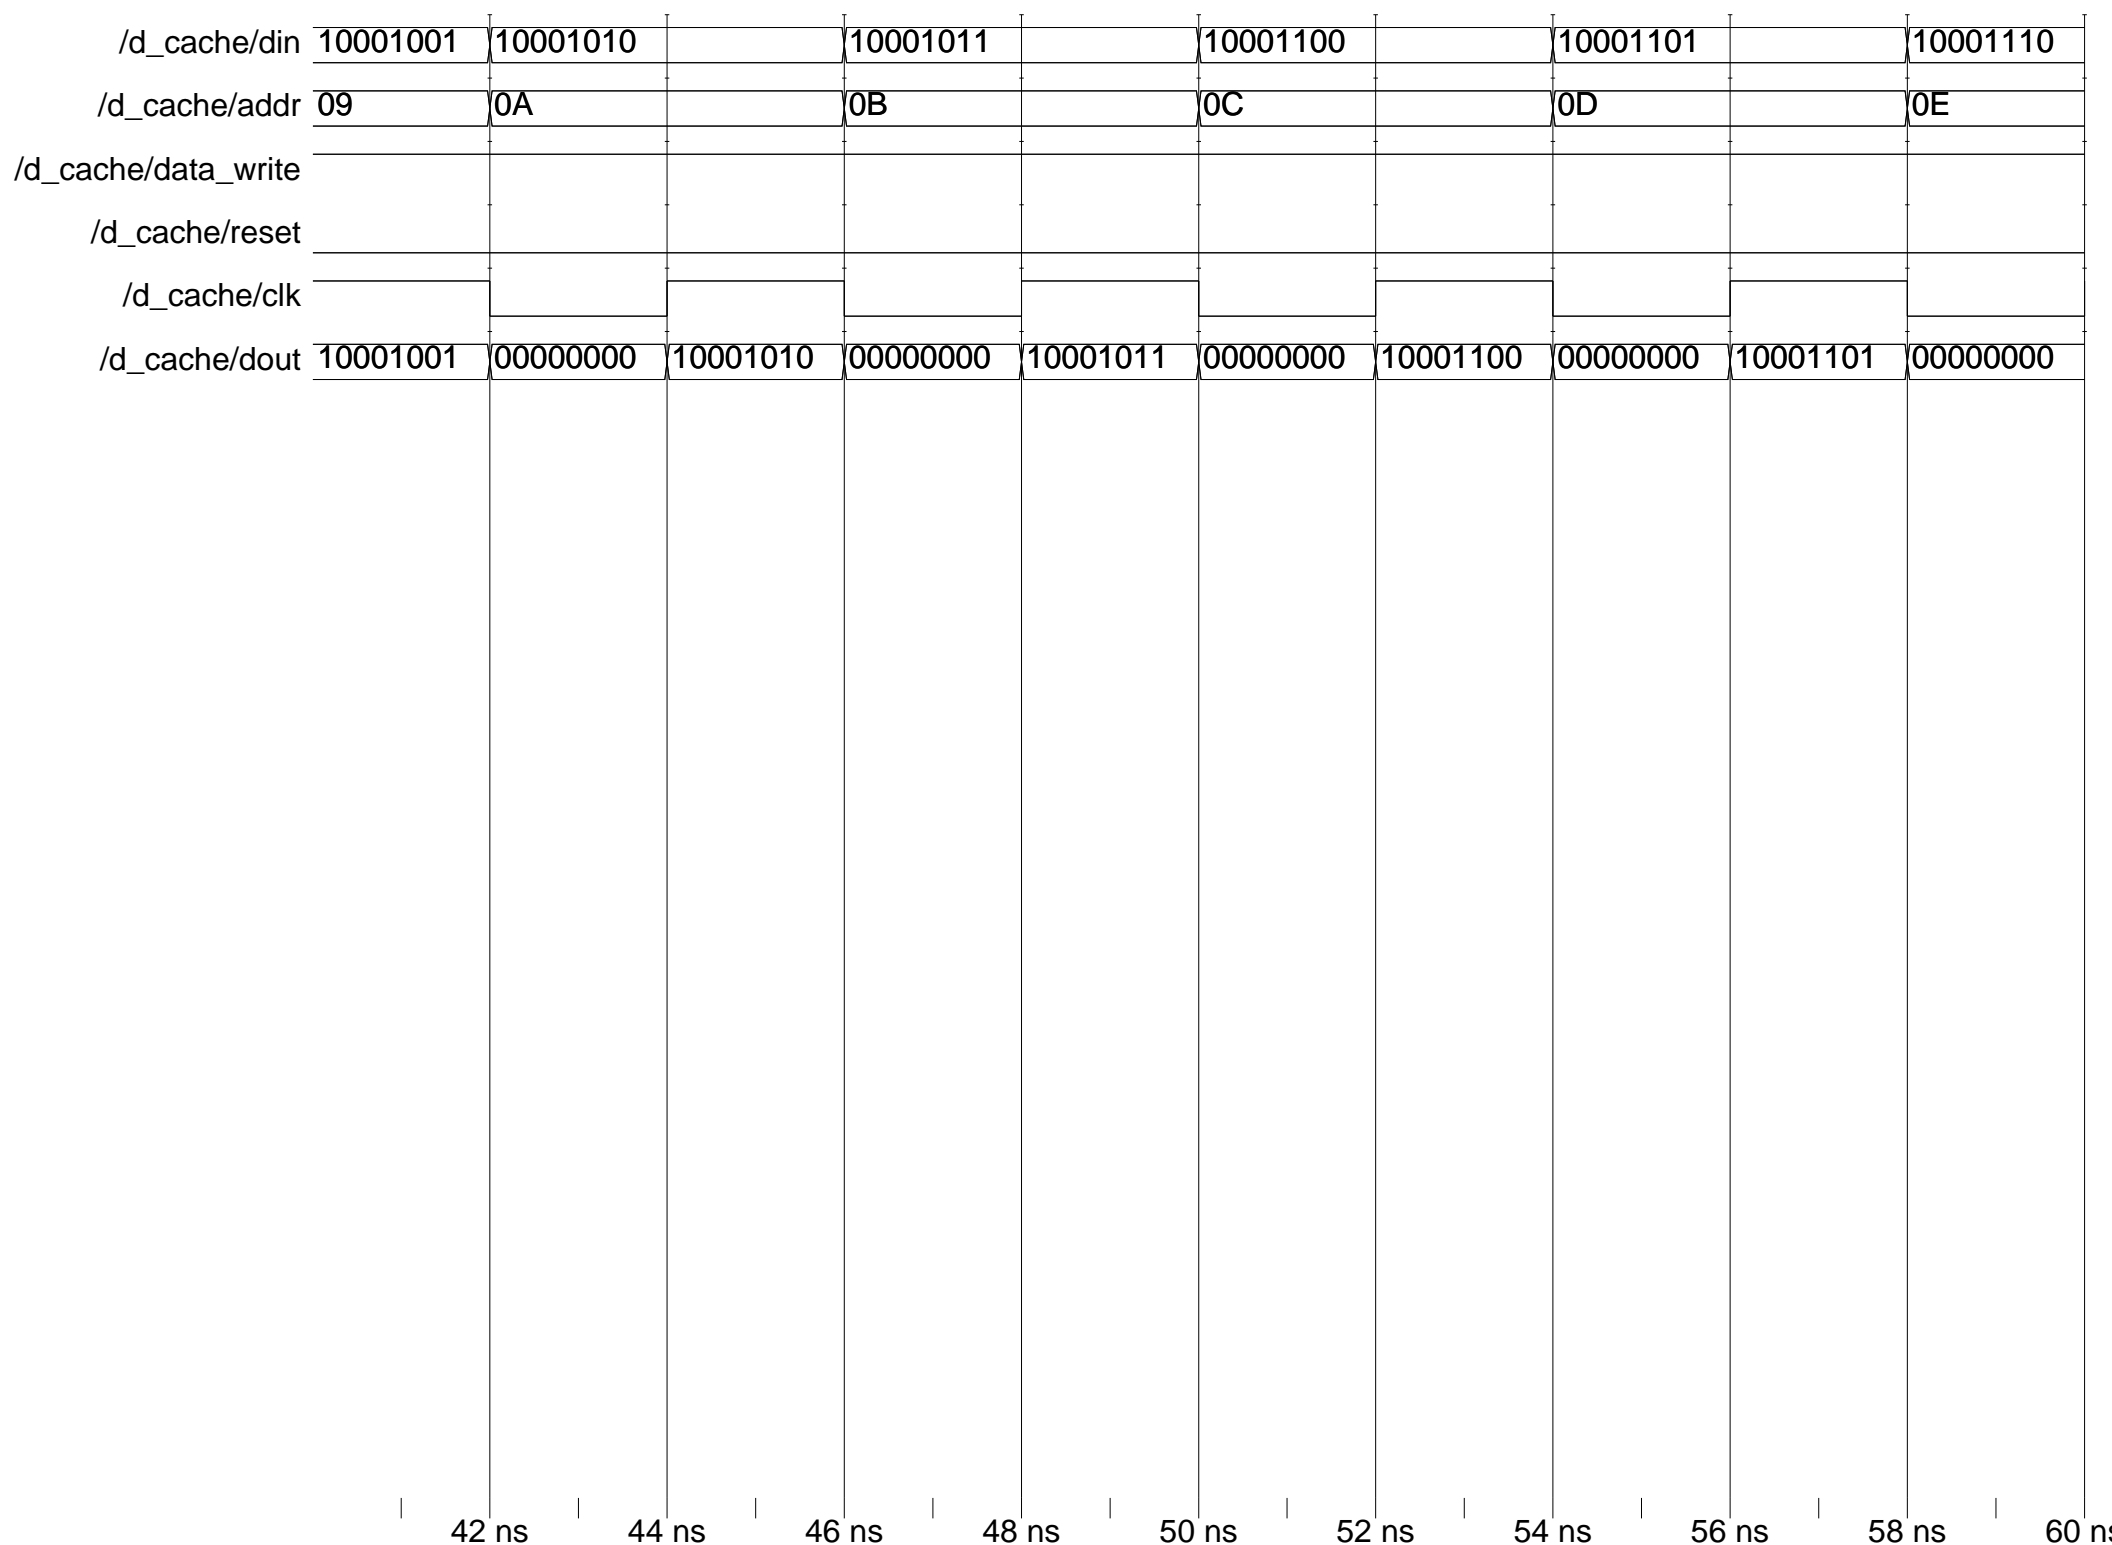 /d_cache/din 10001001 10001010 10001011 10001100 10001101 10001110
/d_cache/addr 09 0A 0B 0C 0D 0E
/d_cache/data_write
/d_cache/reset
/d_cache/clk
/d_cache/dout 10001001 00000000 10001010 00000000 10001011 00000000 10001100 00000000 10001101 00000000
42 ns 44 ns 46 ns 48 ns 50 ns 52 ns 54 ns 56 ns 58 ns 60 ns